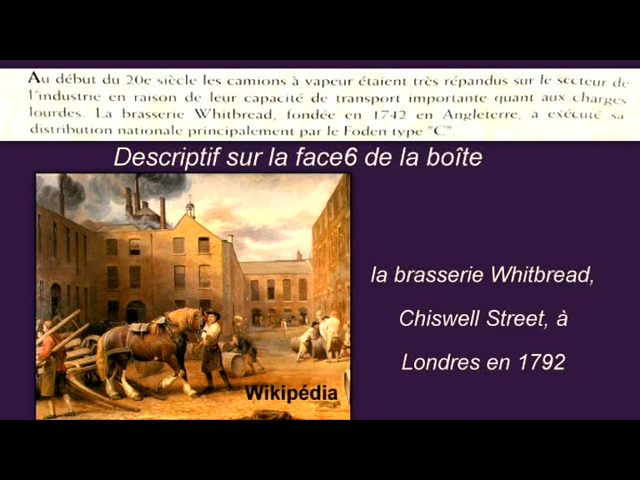 Au début du 20e siècle les camions à vapeur étaient très répandus sur le secteur de
l'industrie en raison de leur capacité de transport importante quant aux charges
lourdes. La brasserie Whitbread, fondée en 1742 en Angleterre, a exécuté sa
distribution nationale principalement par le Foden type "C".
Descriptif sur la face6 de la boîte
la brasserie Whitbread,
Chiswell Street, à
Londres en 1792
Wikipédia